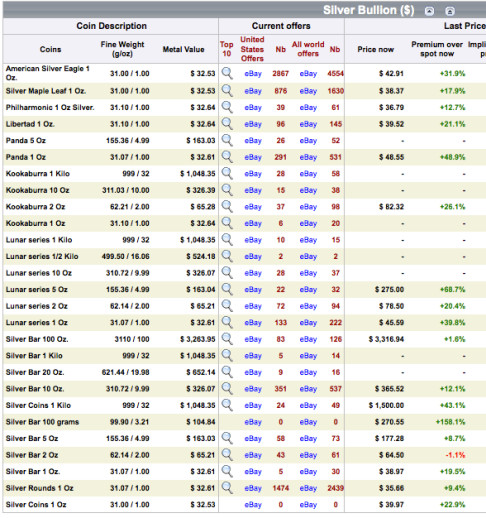 Silver Bullion ($)
Coin Description Current offers Last Price
Coins Fine Weight (g/oz) Metal Value Top 10 United States Offers Nb All world offers Nb Price now Premium over spot now Impli
American Silver Eagle 1 Oz. 31.00 / 1.00 $ 32.53 eBay 2867 eBay 4554 $ 42.91 +31.9%
Silver Maple Leaf 1 Oz. 31.00 / 1.00 $ 32.53 eBay 876 eBay 1630 $ 38.37 +17.9%
Philharmonic 1 Oz Silver. 31.10 / 1.00 $ 32.64 eBay 39 eBay 61 $ 36.79 +12.7%
Libertad 1 Oz. 31.10 / 1.00 $ 32.64 eBay 96 eBay 145 $ 39.52 +21.1%
Panda 5 Oz 155.36 / 4.99 $ 163.03 eBay 26 eBay 52 - -
Panda 1 Oz 31.07 / 1.00 $ 32.61 eBay 291 eBay 531 $ 48.55 +48.9%
Kookaburra 1 Kilo 999 / 32 $ 1,048.35 eBay 28 eBay 58 - -
Kookaburra 10 Oz 311.03 / 10.00 $ 326.39 eBay 15 eBay 38 - -
Kookaburra 2 Oz 62.21 / 2.00 $ 65.28 eBay 37 eBay 98 $ 82.32 +26.1%
Kookaburra 1 Oz 31.10 / 1.00 $ 32.64 eBay 6 eBay 20 - -
Lunar series 1 Kilo 999 / 32 $ 1,048.35 eBay 10 eBay 15 - -
Lunar series 1/2 Kilo 499.50 / 16.06 $ 524.18 eBay 2 eBay 2 - -
Lunar series 10 Oz 310.72 / 9.99 $ 326.07 eBay 28 eBay 37 - -
Lunar series 5 Oz 155.36 / 4.99 $ 163.04 eBay 22 eBay 32 $ 275.00 +68.7%
Lunar series 2 Oz 62.14 / 2.00 $ 65.21 eBay 72 eBay 94 $ 78.50 +20.4%
Lunar series 1 Oz 31.07 / 1.00 $ 32.61 eBay 133 eBay 222 $ 45.59 +39.8%
Silver Bar 100 Oz. 3110 / 100 $ 3,263.95 eBay 83 eBay 126 $ 3,316.94 +1.6%
Silver Bar 1 Kilo 999 / 32 $ 1,048.35 eBay 5 eBay 14 - -
Silver Bar 20 Oz. 621.44 / 19.98 $ 652.14 eBay 9 eBay 16 - -
Silver Bar 10 Oz. 310.72 / 9.99 $ 326.07 eBay 351 eBay 537 $ 365.52 +12.1%
Silver Coins 1 Kilo 999 / 32 $ 1,048.35 eBay 24 eBay 49 $ 1,500.00 +43.1%
Silver Bar 100 grams 99.90 / 3.21 $ 104.84 eBay 0 eBay 0 $ 270.55 +158.1%
Silver Bar 5 Oz 155.36 / 4.99 $ 163.03 eBay 58 eBay 73 $ 177.28 +8.7%
Silver Bar 2 Oz 62.14 / 2.00 $ 65.21 eBay 43 eBay 61 $ 64.50 -1.1%
Silver Bar 1 Oz. 31.07 / 1.00 $ 32.61 eBay 5 eBay 30 $ 38.97 +19.5%
Silver Rounds 1 Oz 31.07 / 1.00 $ 32.61 eBay 1474 eBay 2439 $ 35.66 +9.4%
Silver Coins 1 Oz 31.00 / 1.00 $ 32.53 eBay 0 eBay 0 $ 39.97 +22.9%